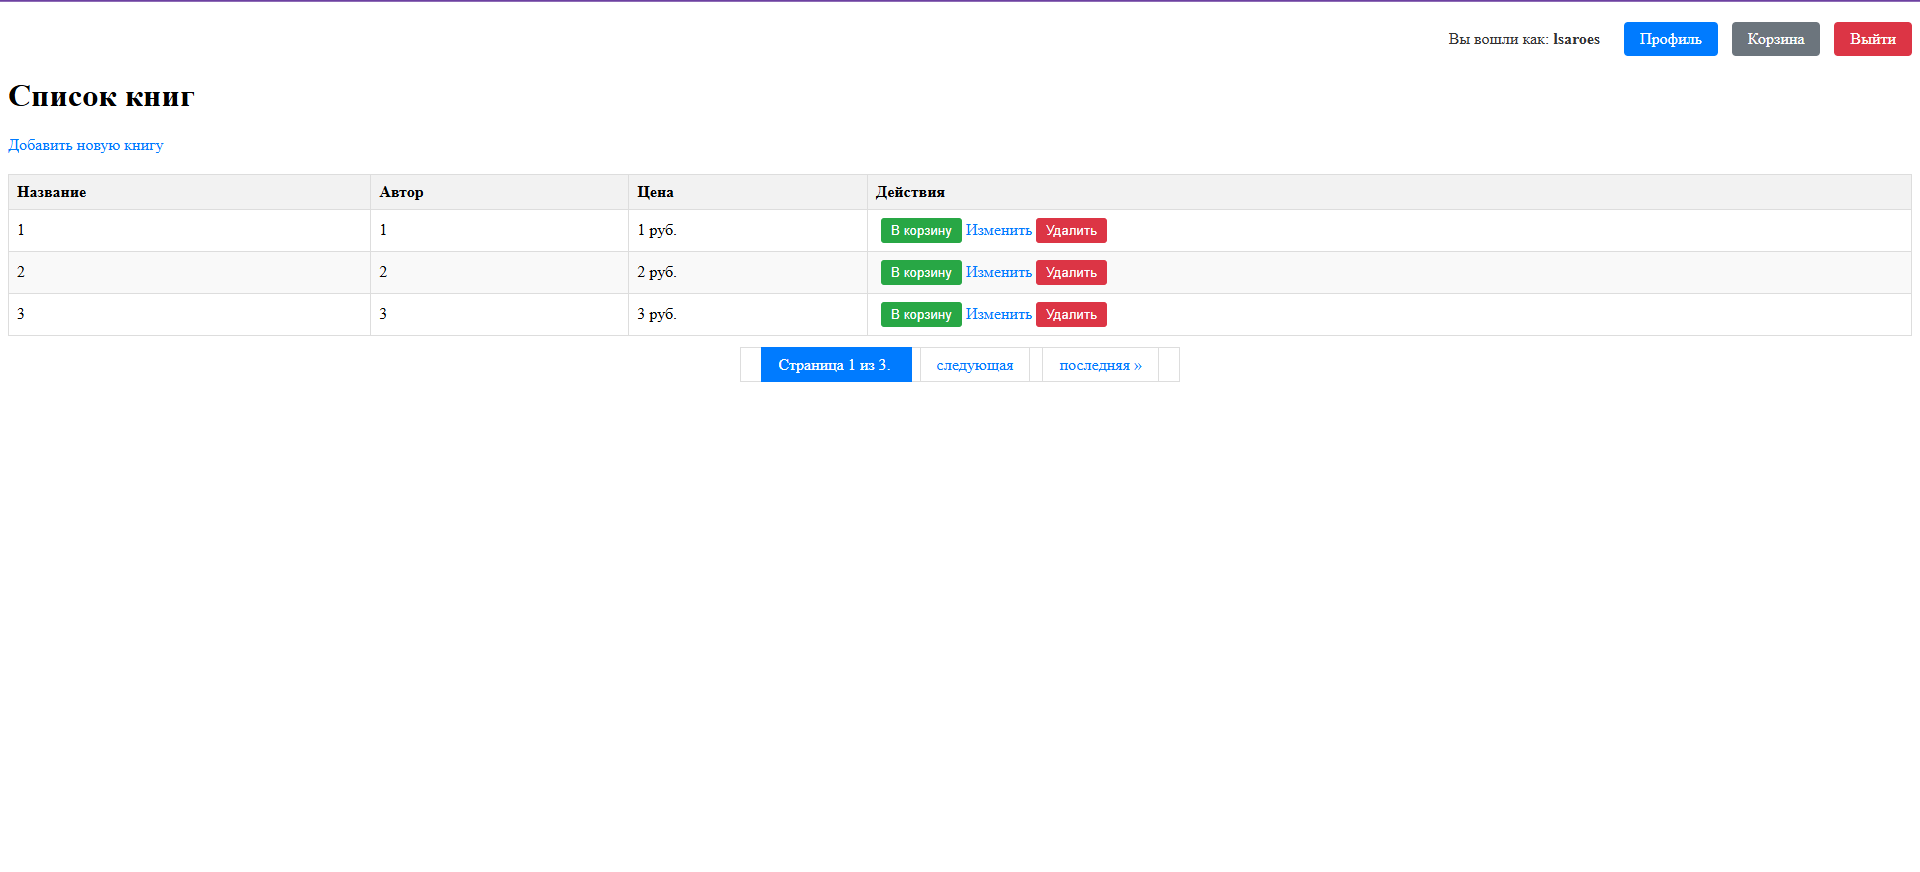 Вы вошли как: lsaroes Профиль Корзина Выйти
Список книг
Добавить новую книгу
Название Автор Цена Действия
1 1 1 руб. В корзину Изменить Удалить
2 2 2 руб. В корзину Изменить Удалить
3 3 3 руб. В корзину Изменить Удалить
Страница 1 из 3. следующая последняя »